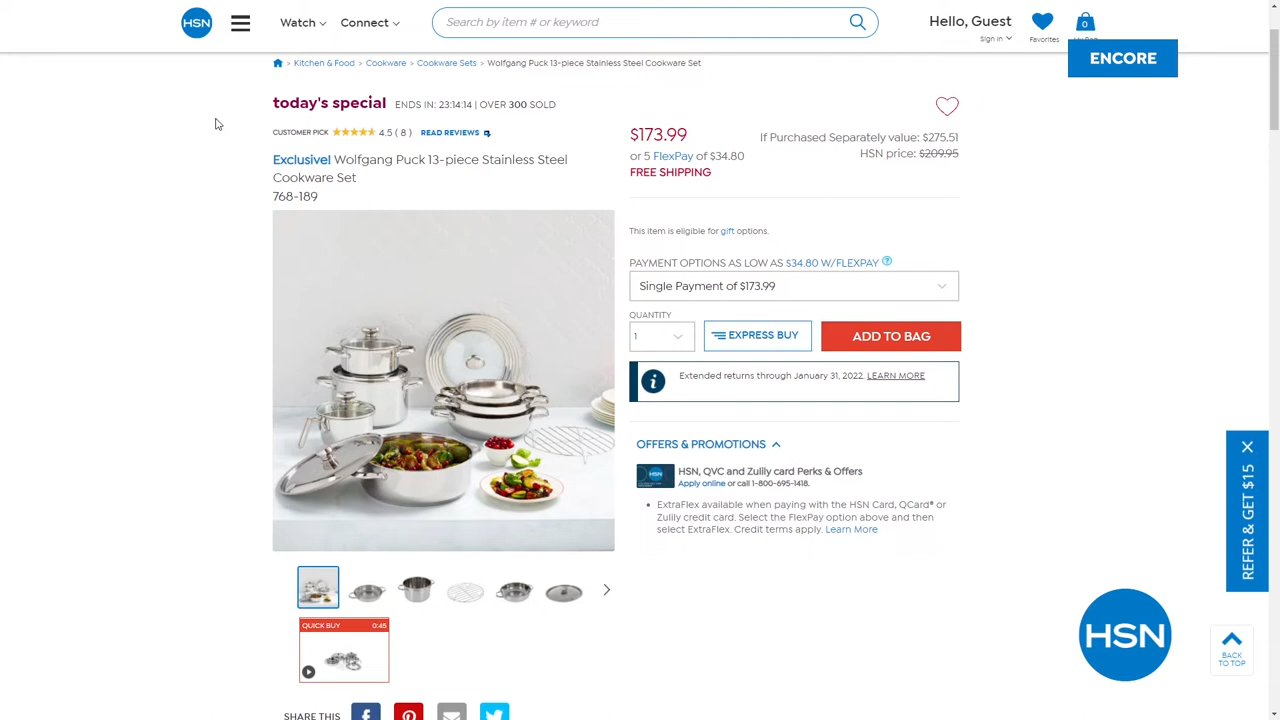 HSN
Watch
Connect
Search by item # or keyword
Hello, Guest
Sign In
Favorites
0
ENCORE
> Kitchen & Food > Cookware > Cookware Sets > Wolfgang Puck 13-piece Stainless Steel Cookware Set
today's special ENDS IN: 23:14:14 | OVER 300 SOLD
CUSTOMER PICK 4.5 ( 8 ) READ REVIEWS
Exclusive! Wolfgang Puck 13-piece Stainless Steel
Cookware Set
768-189
$173.99
or 5 FlexPay of $34.80
FREE SHIPPING
If Purchased Separately value: $275.51
HSN price: $209.95
This item is eligible for gift options.
PAYMENT OPTIONS AS LOW AS $34.80 W/FLEXPAY ?
Single Payment of $173.99
QUANTITY
1
EXPRESS BUY
ADD TO BAG
Extended returns through January 31, 2022. LEARN MORE
OFFERS & PROMOTIONS
HSN
HSN, QVC and Zulily card Perks & Offers
Apply online or call 1-800-695-1418.
• ExtraFlex available when paying with the HSN Card, QCard® or
Zulily credit card. Select the FlexPay option above and then
select ExtraFlex. Credit terms apply. Learn More
QUICK BUY 0:45
SHARE THIS
REFER & GET $15
HSN
BACK
TO TOP